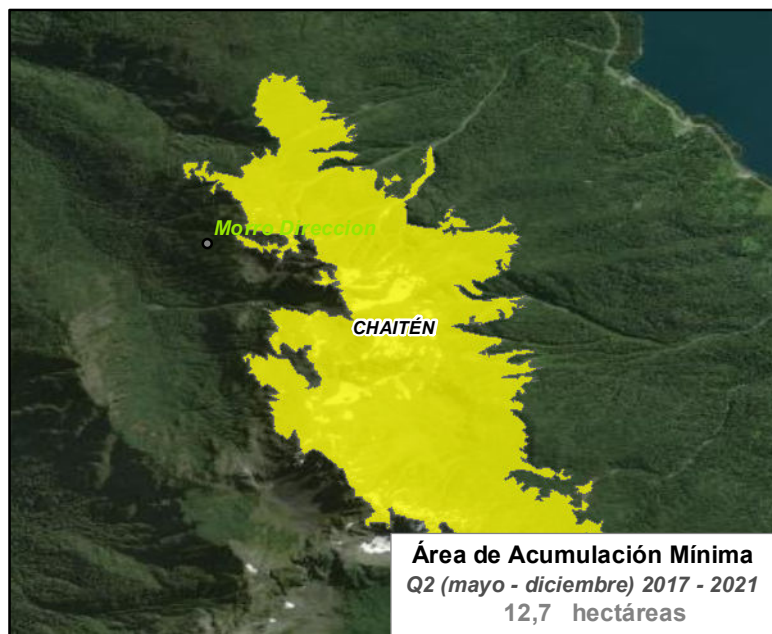 Morro Direccion
CHAITÉN
Área de Acumulación Mínima
Q2 (mayo - diciembre) 2017 - 2021
12,7 hectáreas